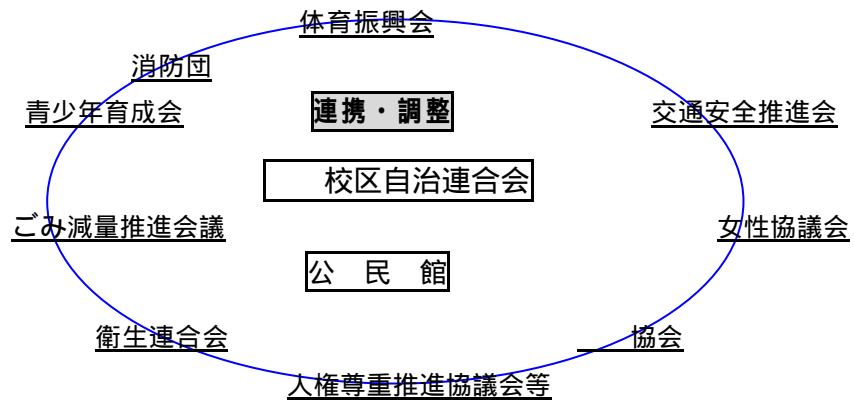 体育振興会
消防団
青少年育成会
連携・調整
交通安全推進会
校区自治連合会
ごみ減量推進会議
女性協議会
公 民 館
衛生連合会
協会
人権尊重推進協議会等